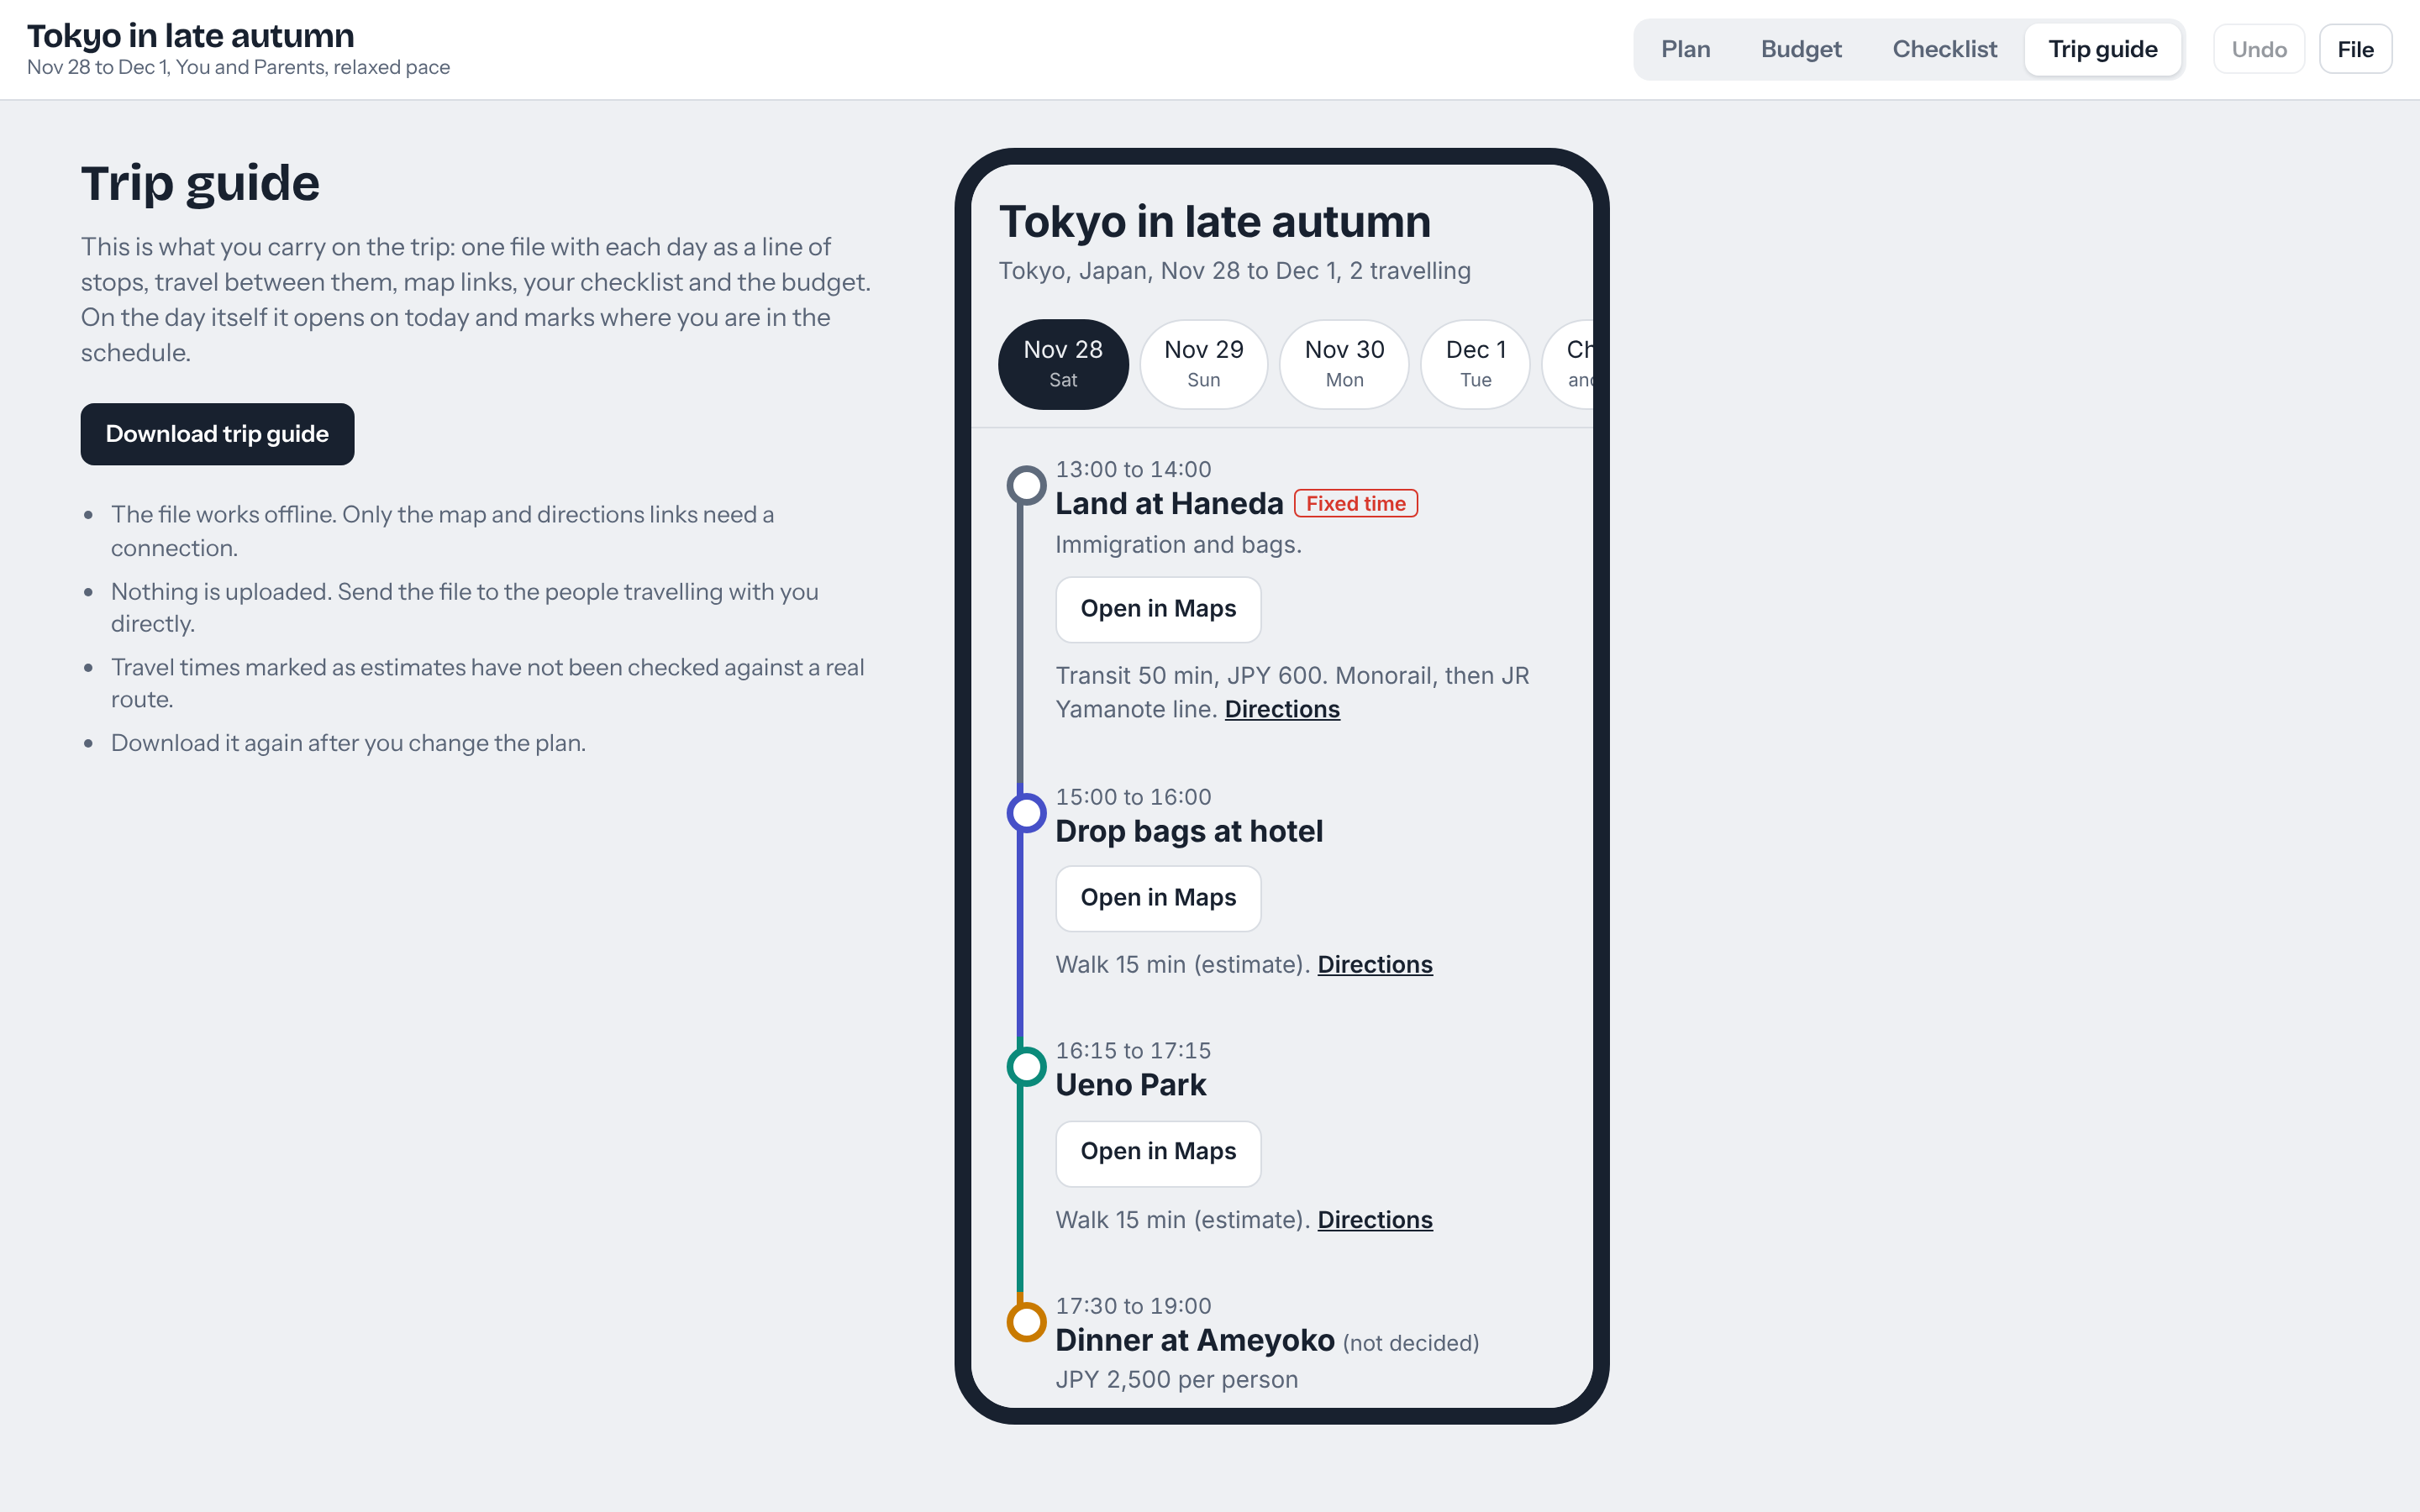 Tokyo in late autumn
Nov 28 to Dec 1, You and Parents, relaxed pace
Plan
Budget
Checklist
Trip guide
Undo
File
Trip guide
This is what you carry on the trip: one file with each day as a line of
stops, travel between them, map links, your checklist and the budget.
On the day itself it opens on today and marks where you are in the
schedule.
Download trip guide
The file works offline. Only the map and directions links need a
connection.
Nothing is uploaded. Send the file to the people travelling with you
directly.
Travel times marked as estimates have not been checked against a real
route.
Download it again after you change the plan.
Tokyo in late autumn
Tokyo, Japan, Nov 28 to Dec 1, 2 travelling
Nov 28
Sat
Nov 29
Sun
Nov 30
Mon
Dec 1
Tue
13:00 to 14:00
Land at Haneda Fixed time
Immigration and bags.
Open in Maps
Transit 50 min, JPY 600. Monorail, then JR
Yamanote line. Directions
15:00 to 16:00
Drop bags at hotel
Open in Maps
Walk 15 min (estimate). Directions
16:15 to 17:15
Ueno Park
Open in Maps
Walk 15 min (estimate). Directions
17:30 to 19:00
Dinner at Ameyoko (not decided)
JPY 2,500 per person